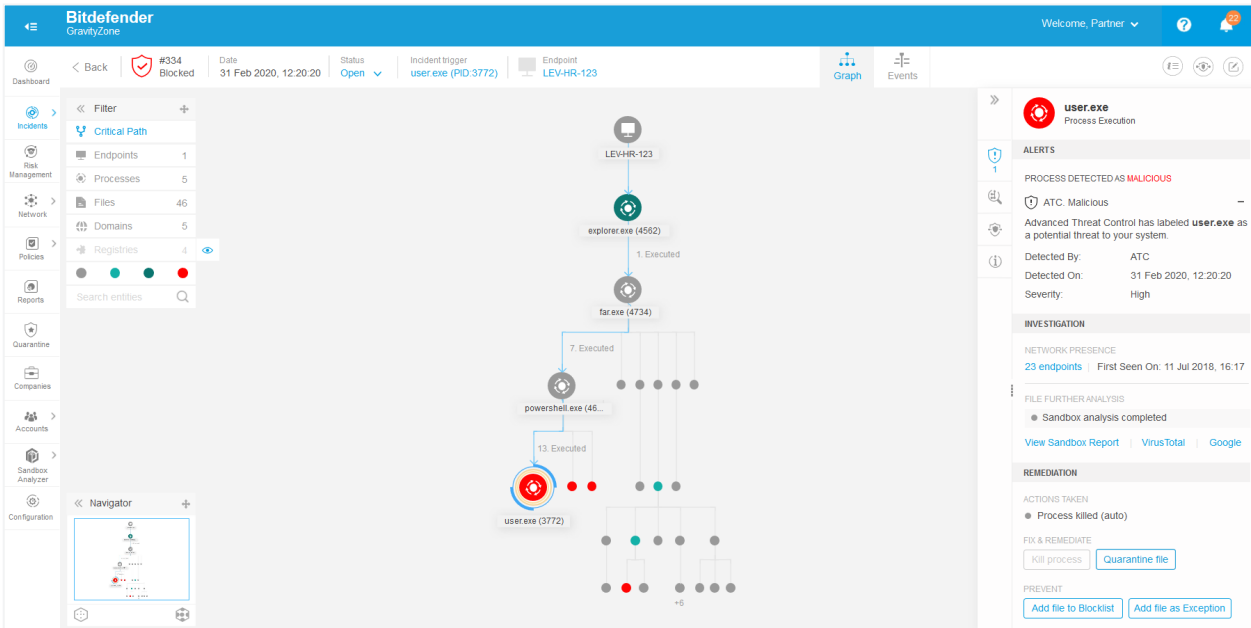 Bitdefender
GravityZone
Welcome, Partner
?
22
Dashboard
Incidents
Risk
Management
Network
Policies
Reports
Quarantine
Companies
Accounts
Sandbox
Analyzer
Configuration
Back
#334
Blocked
Date
31 Feb 2020, 12:20:20
Status
Open
Incident trigger
user.exe (PID:3772)
Endpoint
LEV-HR-123
Graph
Events
Filter
Critical Path
Endpoints 1
Processes 5
Files 46
Domains 5
Registries 4
Search entities
Navigator
LEV-HR-123
explorer.exe (4562)
1. Executed
far.exe (4734)
7. Executed
powershell.exe (46...
13. Executed
user.exe (3772)
+6
1
user.exe
Process Execution
ALERTS
PROCESS DETECTED AS MALICIOUS
ATC. Malicious
Advanced Threat Control has labeled user.exe as
a potential threat to your system.
Detected By: ATC
Detected On: 31 Feb 2020, 12:20:20
Severity: High
INVESTIGATION
NETWORK PRESENCE
23 endpoints | First Seen On: 11 Jul 2018, 16:17
FILE FURTHER ANALYSIS
Sandbox analysis completed
View Sandbox Report | VirusTotal | Google
REMEDIATION
ACTIONS TAKEN
Process killed (auto)
FIX & REMEDIATE
Kill process
Quarantine file
PREVENT
Add file to Blocklist
Add file as Exception